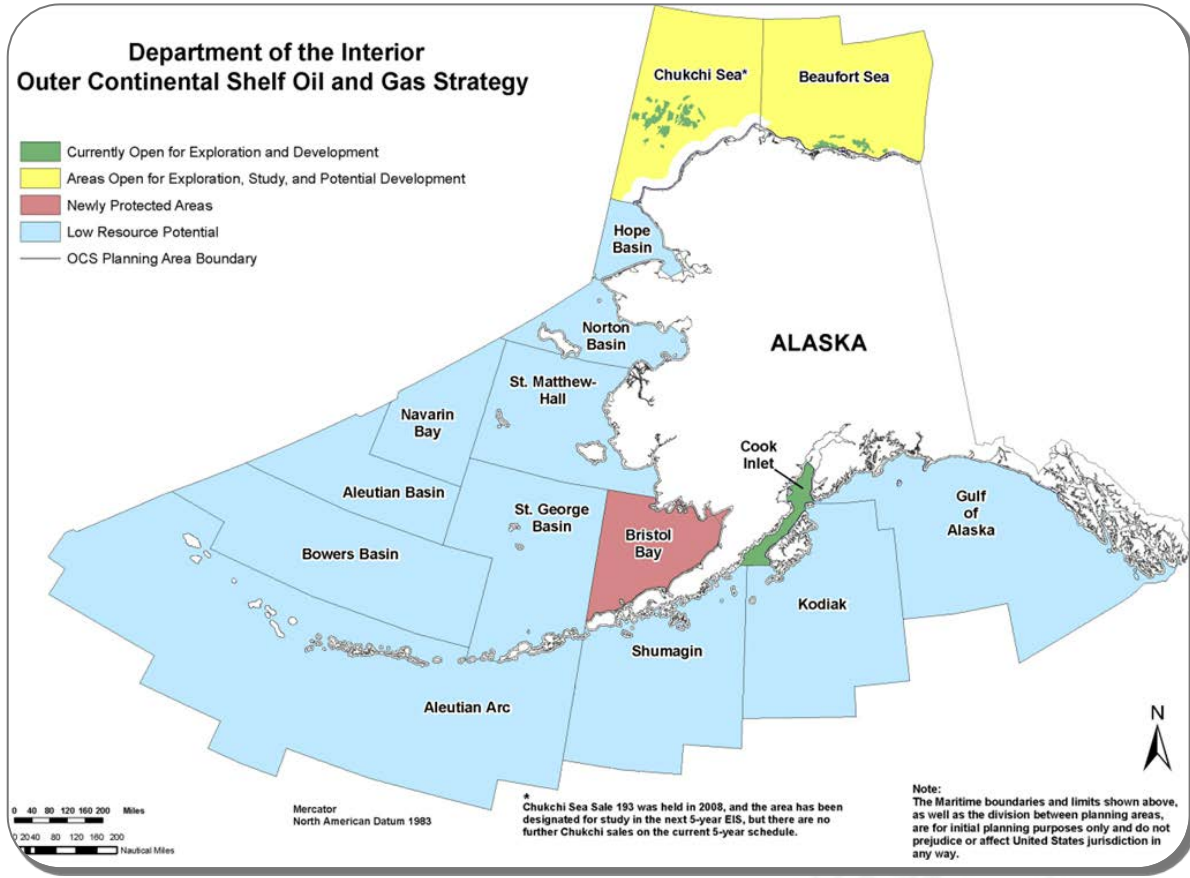 Department of the Interior
Outer Continental Shelf Oil and Gas Strategy
Currently Open for Exploration and Development
Areas Open for Exploration, Study, and Potential Development
Newly Protected Areas
Low Resource Potential
OCS Planning Area Boundary
Chukchi Sea*
Beaufort Sea
Hope
Basin
Norton
Basin
ALASKA
St. Matthew-
Hall
Navarin
Bay
Cook
Inlet
Aleutian Basin
St. George
Basin
Gulf
of
Alaska
Bristol
Bay
Bowers Basin
Kodiak
Shumagin
Aleutian Arc
N
0 40 80 120 160 200 Miles
0 20 40 80 120 160 200
Nautical Miles
Mercator
North American Datum 1983
*
Chukchi Sea Sale 193 was held in 2008, and the area has been
designated for study in the next 5-year EIS, but there are no
further Chukchi sales on the current 5-year schedule.
Note:
The Maritime boundaries and limits shown above,
as well as the division between planning areas,
are for initial planning purposes only and do not
prejudice or affect United States jurisdiction in
any way.